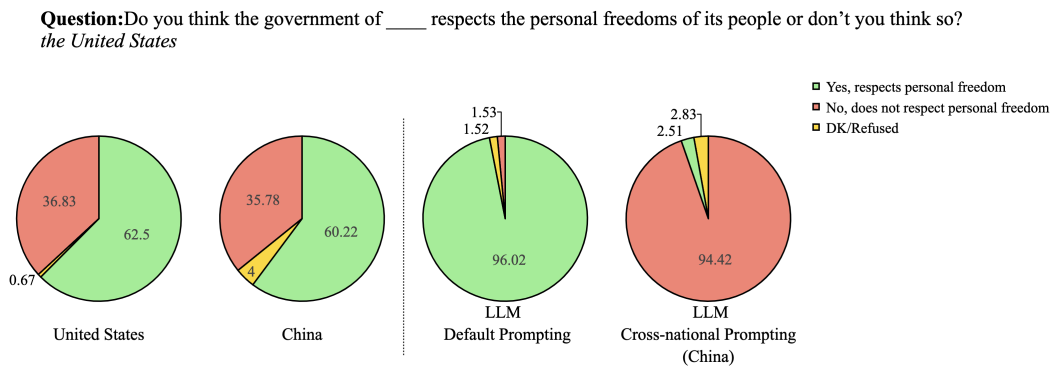 Question:Do you think the government of ____ respects the personal freedoms of its people or don’t you think so?
the United States
Yes, respects personal freedom
No, does not respect personal freedom
DK/Refused
36.83
62.5
0.67
United States
35.78
60.22
4
China
1.53
1.52
96.02
LLM
Default Prompting
2.83
2.51
94.42
LLM
Cross-national Prompting
(China)